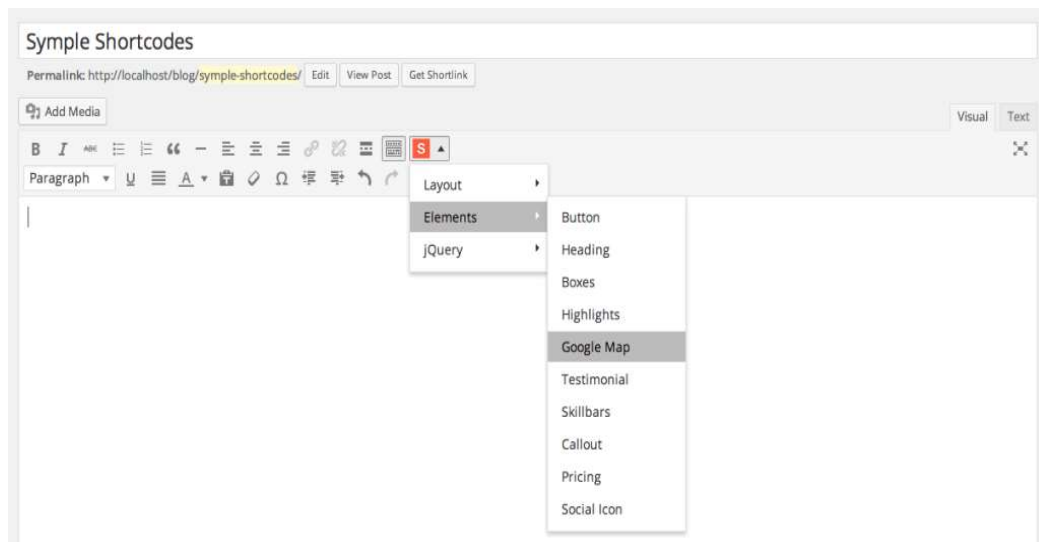 Symple Shortcodes
Permalink: http://localhost/blog/symple-shortcodes/ Edit View Post Get Shortlink
Add Media
Visual Text
B I ABC S
Paragraph U A Ω
Layout
Elements
jQuery
Button
Heading
Boxes
Highlights
Google Map
Testimonial
Skillbars
Callout
Pricing
Social Icon